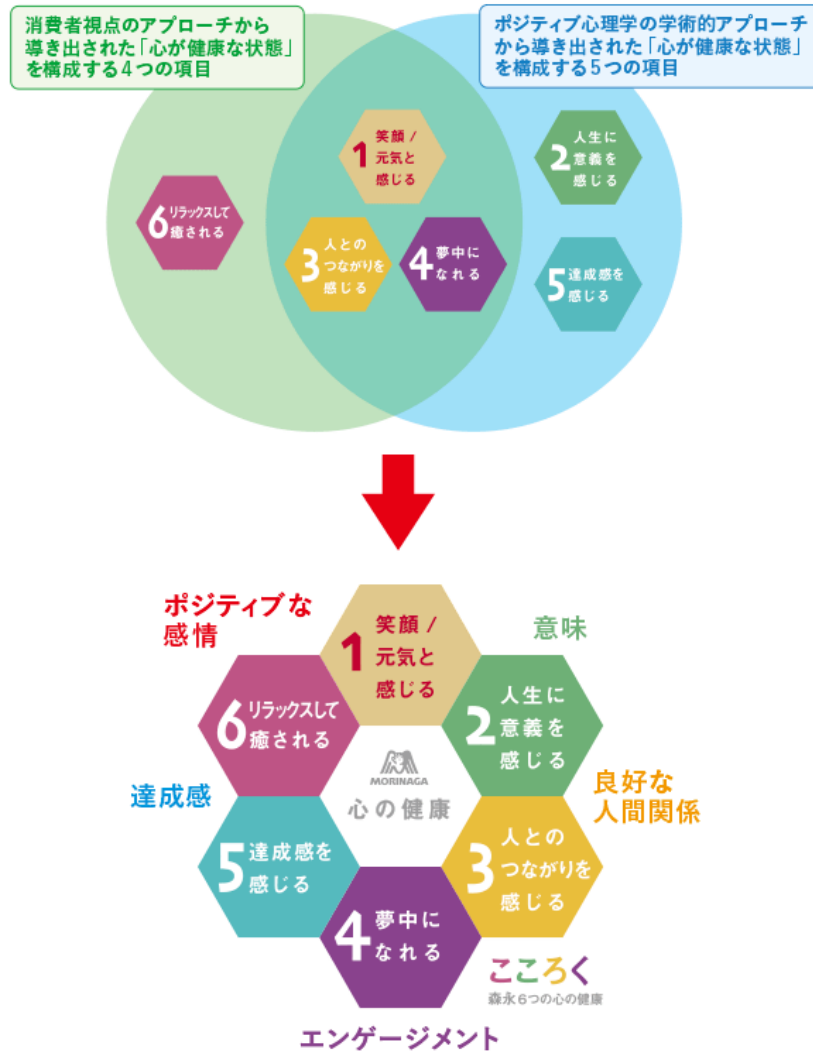 消費者視点のアプローチから
導き出された「心が健康な状態」
を構成する4つの項目
ポジティブ心理学の学術的アプローチ
から導き出された「心が健康な状態」
を構成する5つの項目
1 笑顔 /
元気と
感じる
2 人生に
意義を
感じる
6 リラックスして
癒される
3 人との
つながりを
感じる
4 夢中に
なれる
5 達成感を
感じる
ポジティブな
感情
1 笑顔 /
元気と
感じる
意味
6 リラックスして
癒される
2 人生に
意義を
感じる
MORINAGA
心の健康
達成感
良好な
人間関係
5 達成感を
感じる
3 人との
つながりを
感じる
4 夢中に
なれる
こころく
森永6つの心の健康
エンゲージメント